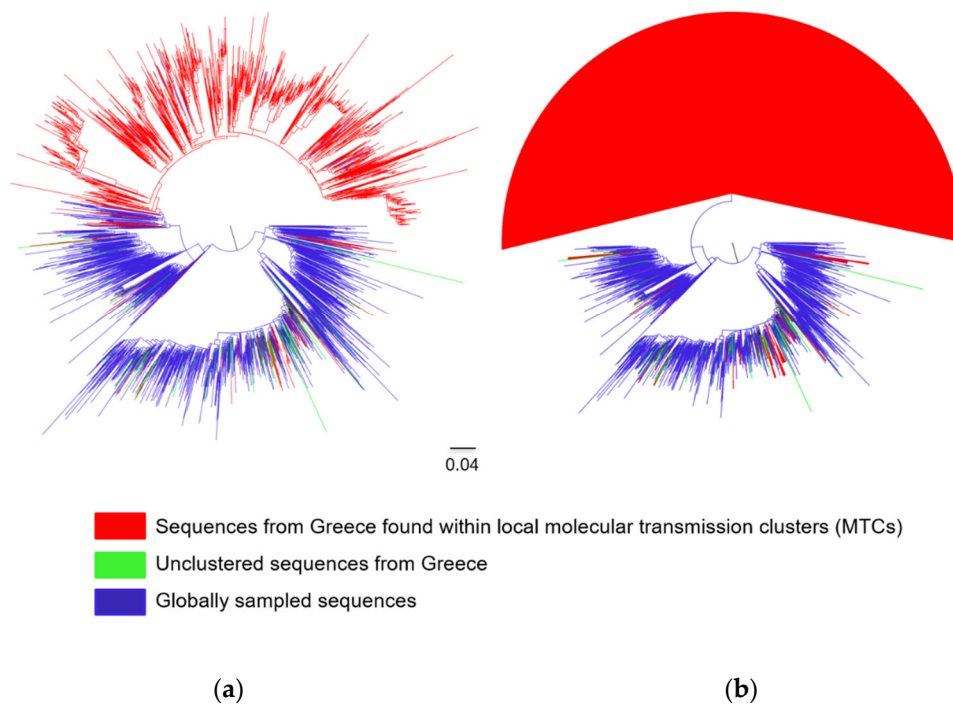 0.04
Sequences from Greece found within local molecular transmission clusters (MTCs)
Unclustered sequences from Greece
Globally sampled sequences
(a) (b)